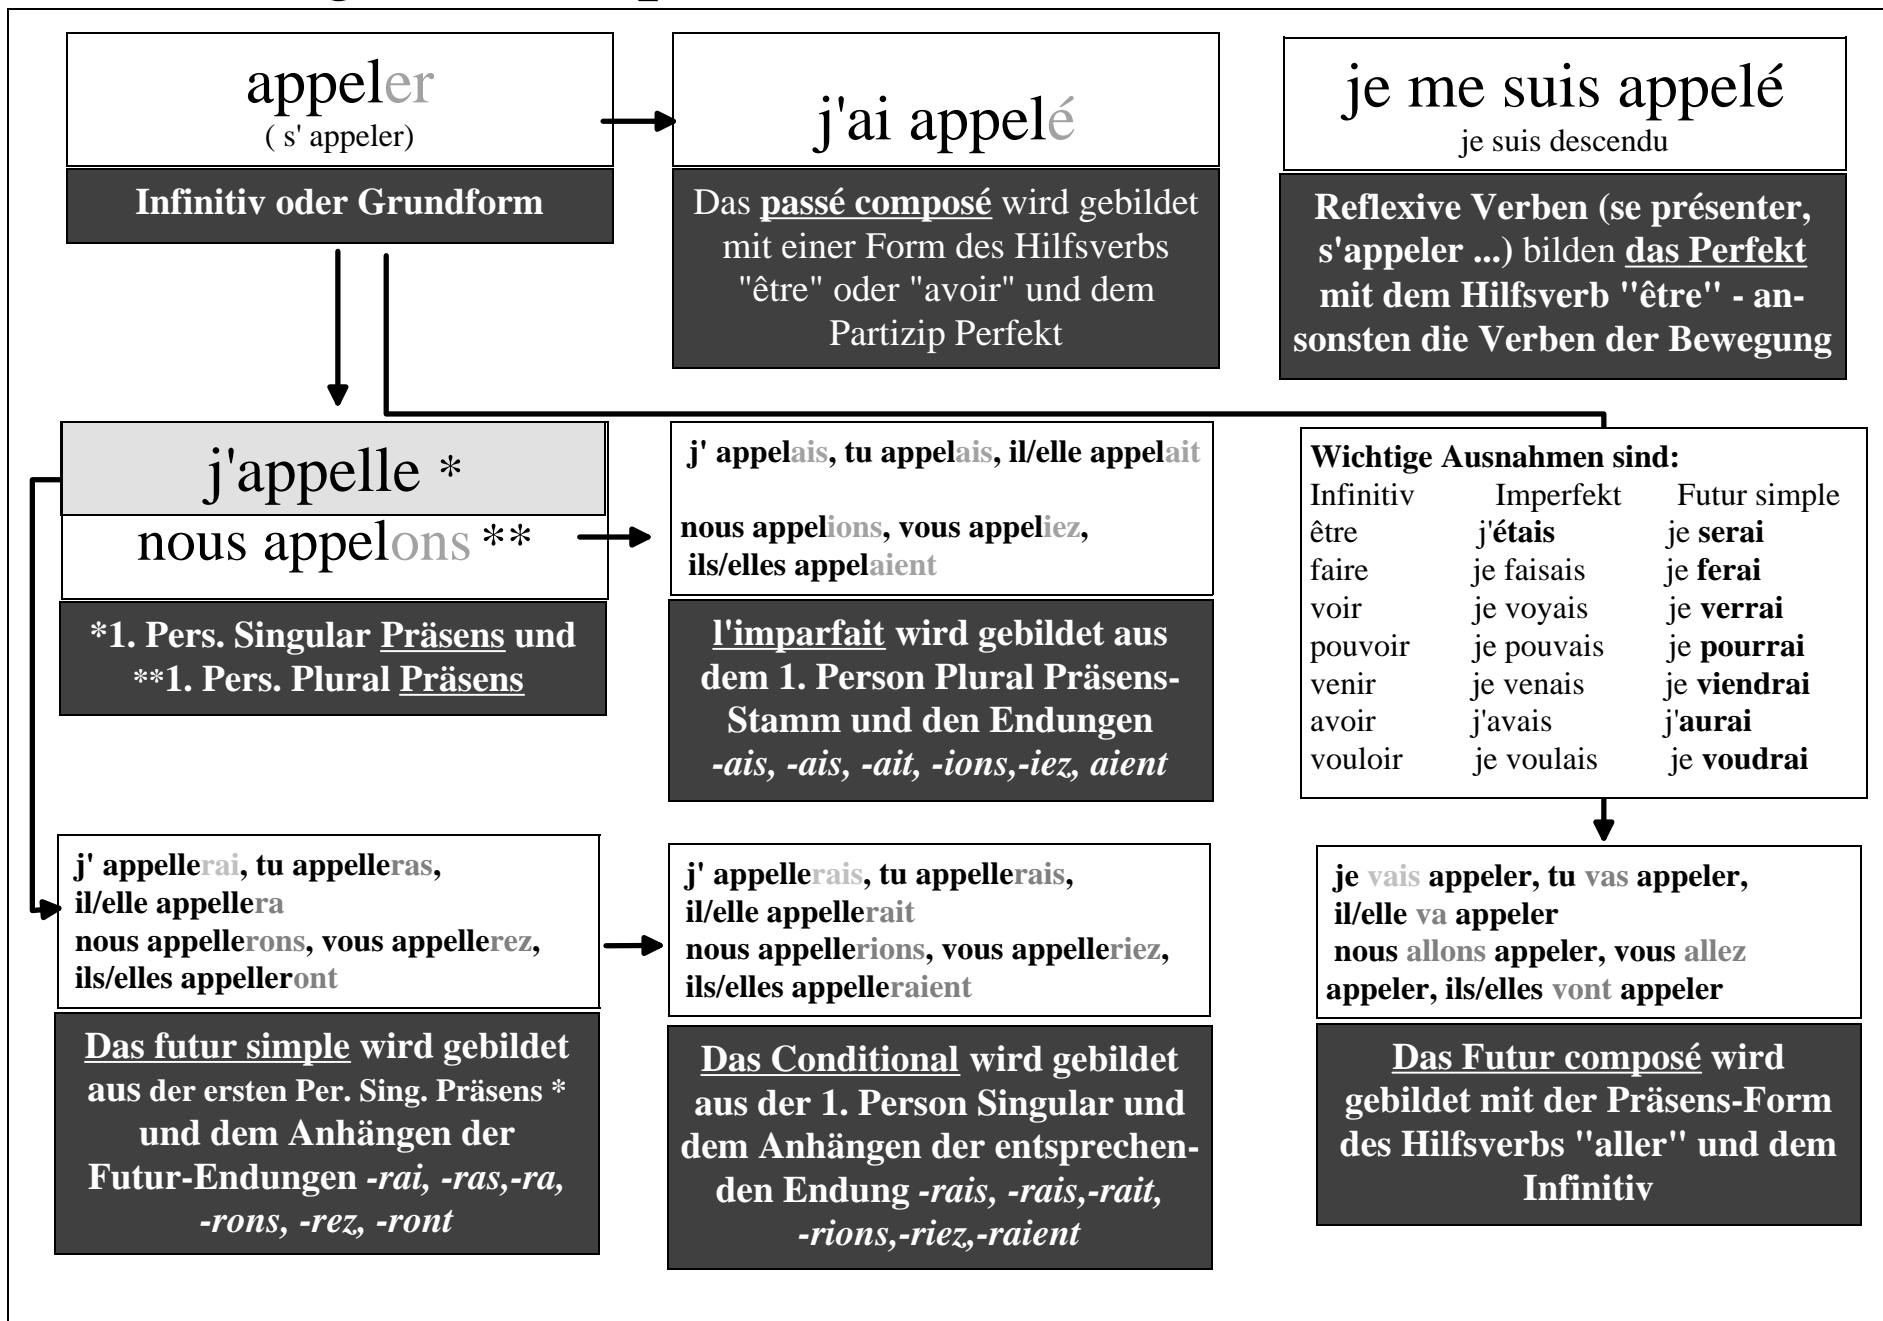 appeler
( s' appeler)
Infinitiv oder Grundform
j'ai appelé
Das passé composé wird gebildet
mit einer Form des Hilfsverbs
"être" oder "avoir" und dem
Partizip Perfekt
je me suis appelé
je suis descendu
Reflexive Verben (se présenter,
s'appeler ...) bilden das Perfekt
mit dem Hilfsverb "être" - an-
sonsten die Verben der Bewegung
j'appelle *
nous appelons **
*1. Pers. Singular Präsens und
**1. Pers. Plural Präsens
j' appelais, tu appelais, il/elle appelait
nous appelions, vous appeliez,
ils/elles appelaient
l'imparfait wird gebildet aus
dem 1. Person Plural Präsens-
Stamm und den Endungen
-ais, -ais, -ait, -ions,-iez, aient
Wichtige Ausnahmen sind:
Infinitiv Imperfekt Futur simple
être j'étais je serai
faire je faisais je ferai
voir je voyais je verrai
pouvoir je pouvais je pourrai
venir je venais je viendrai
avoir j'avais j'aurai
vouloir je voulais je voudrai
j' appellerai, tu appelleras,
il/elle appellera
nous appellerons, vous appellerez,
ils/elles appelleront
Das futur simple wird gebildet
aus der ersten Per. Sing. Präsens *
und dem Anhängen der
Futur-Endungen -rai, -ras,-ra,
-rons, -rez, -ront
j' appellerais, tu appellerais,
il/elle appellerait
nous appellerions, vous appelleriez,
ils/elles appelleraient
Das Conditional wird gebildet
aus der 1. Person Singular und
dem Anhängen der entsprechen-
den Endung -rais, -rais,-rait,
-rions,-riez,-raient
je vais appeler, tu vas appeler,
il/elle va appeler
nous allons appeler, vous allez
appeler, ils/elles vont appeler
Das Futur composé wird
gebildet mit der Präsens-Form
des Hilfsverbs "aller" und dem
Infinitiv